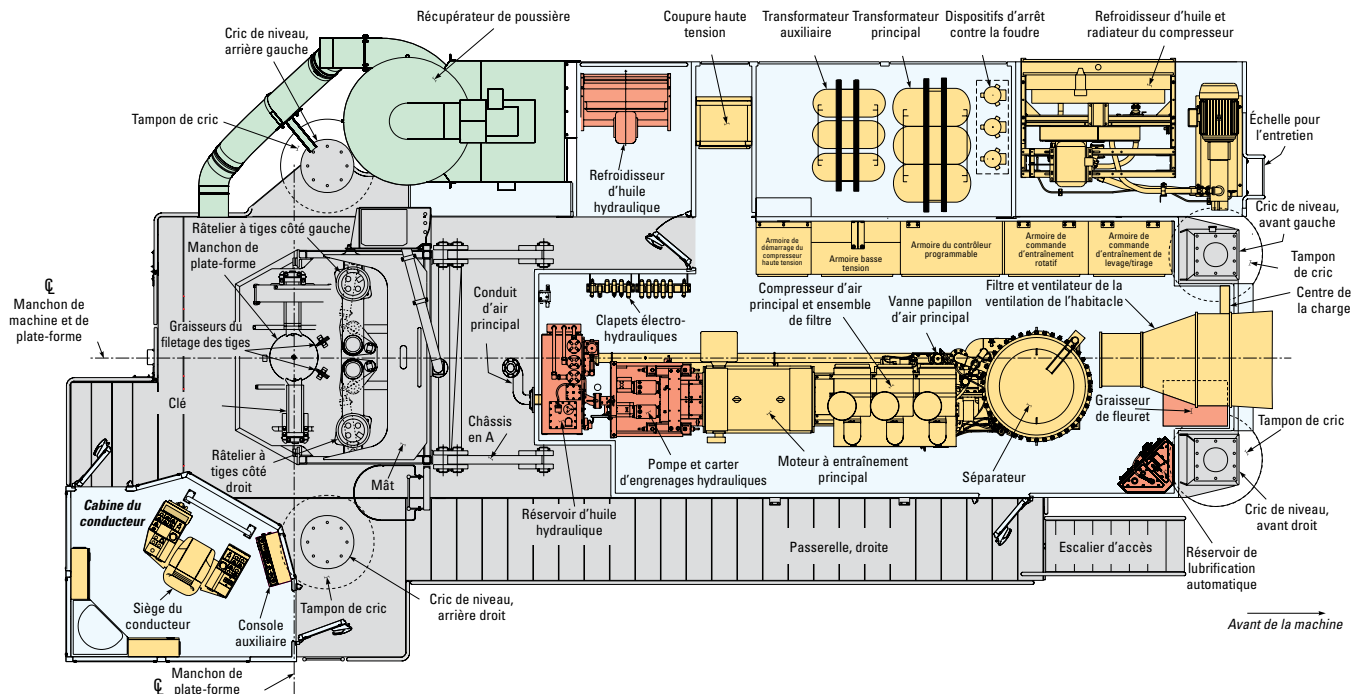 Cric de niveau,
arrière gauche
Récupérateur de poussière
Coupure haute
tension
Transformateur
auxiliaire
Transformateur
principal
Dispositifs d'arrêt
contre la foudre
Refroidisseur d'huile et
radiateur du compresseur
Tampon de cric
Échelle pour
l'entretien
Refroidisseur
d'huile
hydraulique
Râtelier à tiges côté gauche
Manchon de
plate-forme
Cric de niveau,
avant gauche
Armoire de
démarrage du
compresseur
haute tension
Armoire basse
tension
Armoire du contrôleur
programmable
Armoire de
commande
d'entraînement
rotatif
Armoire de
commande
d'entraînement de
levage/tirage
Tampon
de cric
℄
Manchon de
machine et de
plate-forme
Graisseurs du
filetage des tiges
Conduit
d'air
principal
Clapets électro-
hydrauliques
Compresseur d'air
principal et ensemble
de filtre
Vanne papillon
d'air principal
Filtre et ventilateur de la
ventilation de l'habitacle
Centre de
la charge
Clé
Châssis
en A
Graisseur
de fleuret
Tampon de cric
Râtelier à
tiges côté
droit
Mât
Pompe et carter
d'engrenages hydrauliques
Moteur à entraînement
principal
Séparateur
Cabine du
conducteur
Réservoir d'huile
hydraulique
Cric de niveau,
avant droit
Passerelle, droite
Escalier d'accès
Réservoir de
lubrification
automatique
Siège du
conducteur
Console
auxiliaire
Tampon de cric
Cric de niveau,
arrière droit
Avant de la machine
℄
Manchon de
plate-forme